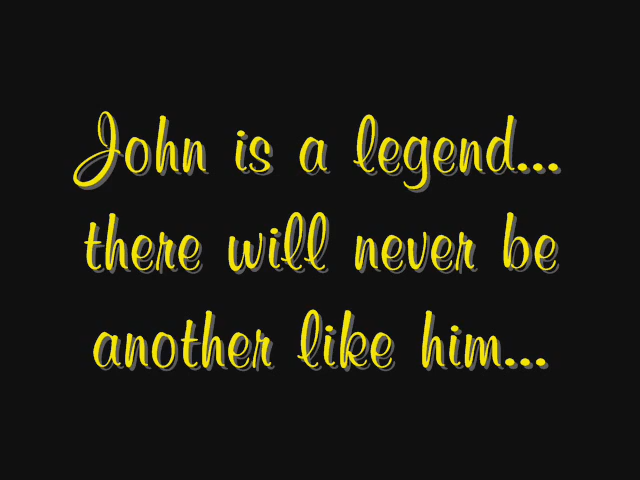 John is a legend...
there will never be
another like him...